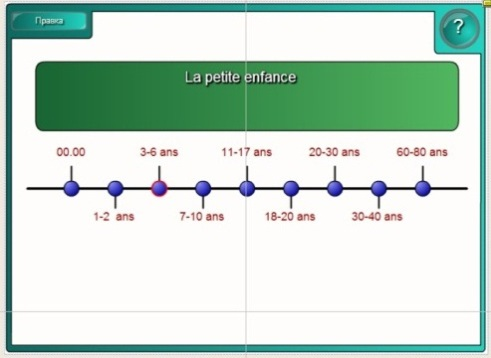 Правка
?
La petite enfance
00.00
3-6 ans
11-17 ans
20-30 ans
60-80 ans
1-2 ans
7-10 ans
18-20 ans
30-40 ans